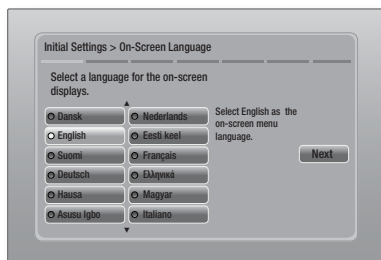 Initial Settings > On-Screen Language
Select a language for the on-screen
displays.
Dansk
English
Suomi
Deutsch
Hausa
Asusu Igbo
Nederlands
Eesti keel
Français
Ελληνικά
Magyar
Italiano
Select English as the
on-screen menu
language.
Next